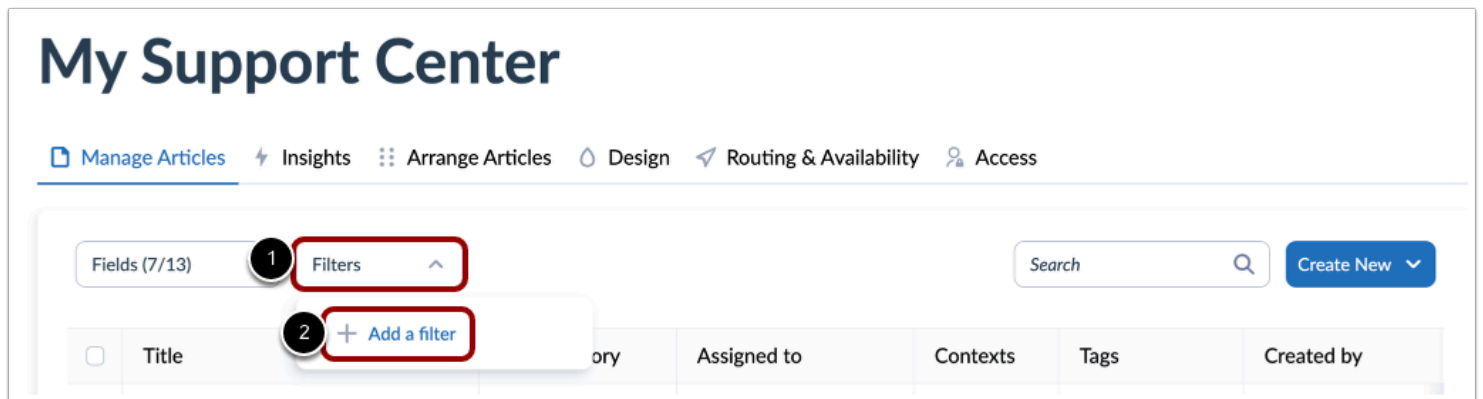 My Support Center
Manage Articles Insights Arrange Articles Design Routing & Availability Access
Fields (7/13) 1 Filters Search Create New
2 + Add a filter
Title ory Assigned to Contexts Tags Created by